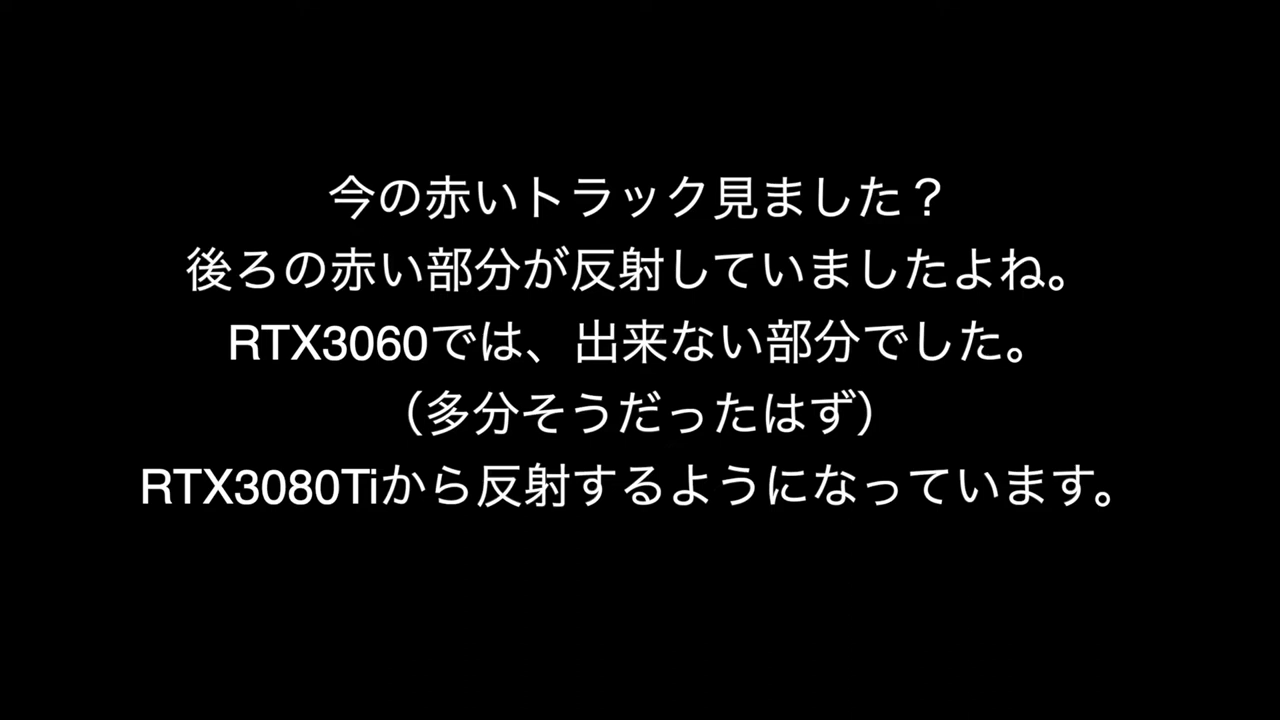 今の赤いトラック見ました？
後ろの赤い部分が反射していましたよね。
RTX3060では、出来ない部分でした。
（多分そうだったはず）
RTX3080Tiから反射するようになっています。